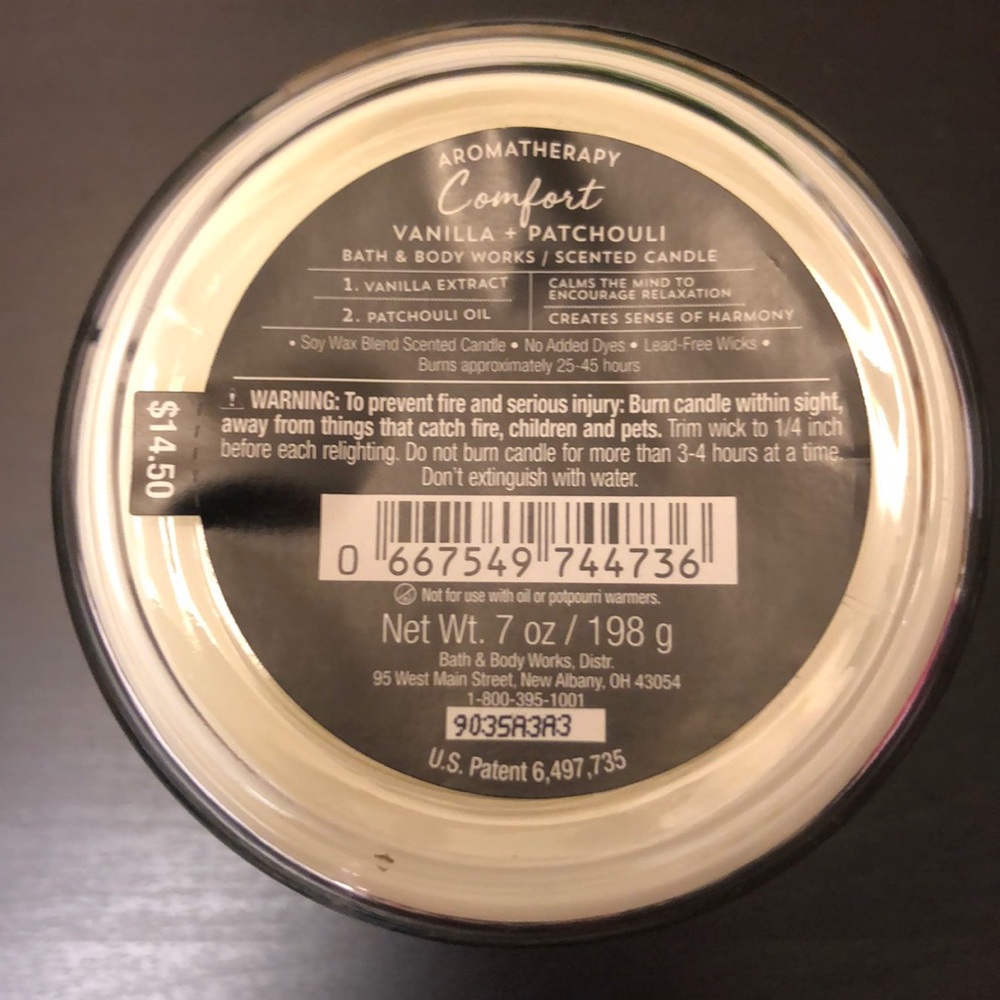 AROMATHERAPY
Comfort
VANILLA + PATCHOULI
BATH & BODY WORKS / SCENTED CANDLE
1. VANILLA EXTRACT
CALMS THE MIND TO
ENCOURAGE RELAXATION
2. PATCHOULI OIL
CREATES SENSE OF HARMONY
• Soy Wax Blend Scented Candle • No Added Dyes • Lead-Free Wicks •
Burns approximately 25-45 hours
WARNING: To prevent fire and serious injury: Burn candle within sight,
away from things that catch fire, children and pets. Trim wick to 1/4 inch
before each relighting. Do not burn candle for more than 3-4 hours at a time.
Don't extinguish with water.
$14.50
0 667549 744736
Not for use with oil or potpourri warmers.
Net Wt. 7 oz / 198 g
Bath & Body Works, Distr.
95 West Main Street, New Albany, OH 43054
1-800-395-1001
9035A3A3
U.S. Patent 6,497,735